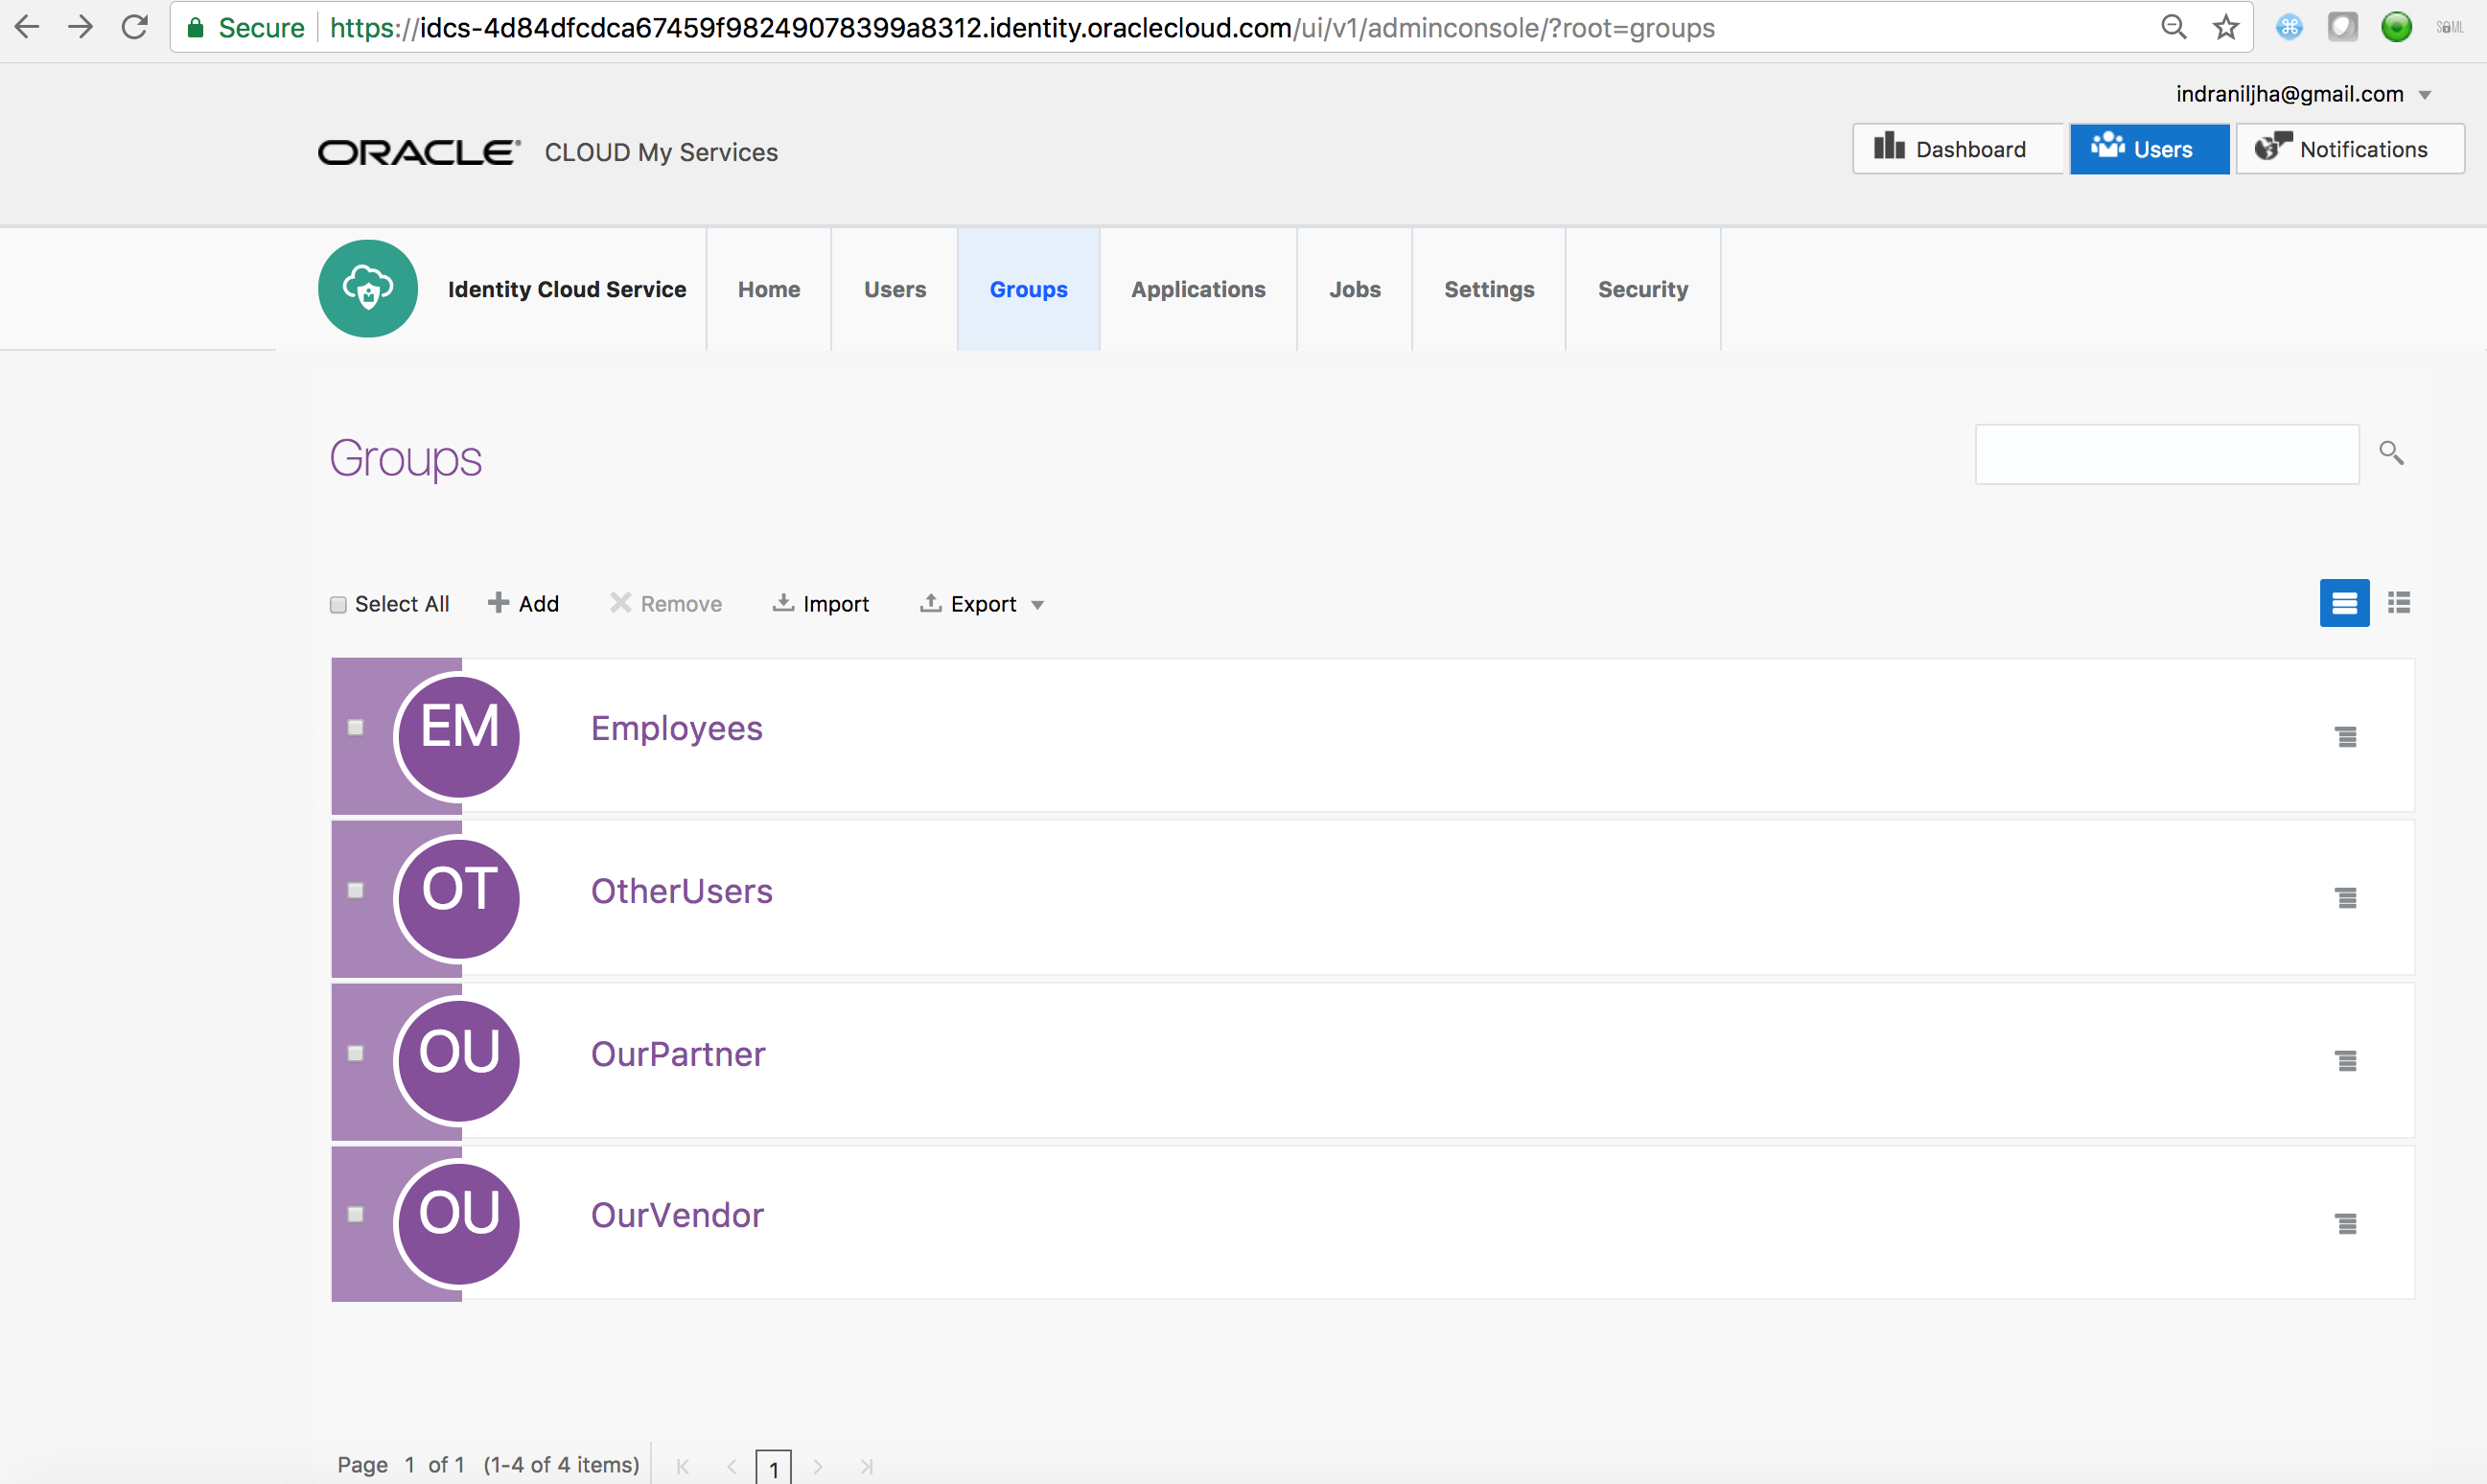 Secure https://idcs-4d84dfcdca67459f98249078399a8312.identity.oraclecloud.com/ui/v1/adminconsole/?root=groups
indraniljha@gmail.com
ORACLE® CLOUD My Services
Dashboard Users Notifications
Identity Cloud Service Home Users Groups Applications Jobs Settings Security
Groups
Select All Add Remove Import Export
EM Employees
OT OtherUsers
OU OurPartner
OU OurVendor
Page 1 of 1 (1-4 of 4 items) 1